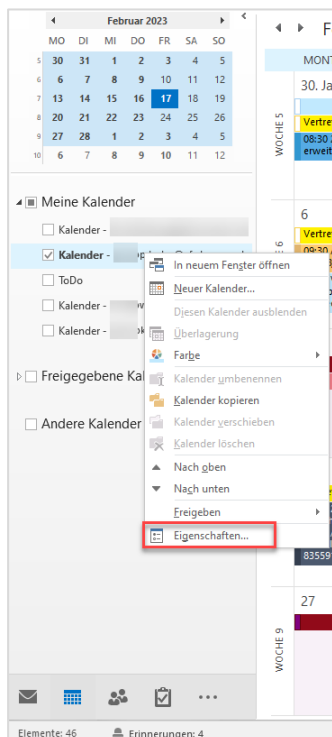 Februar 2023
MO DI MI DO FR SA SO
5 30 31 1 2 3 4 5
6 6 7 8 9 10 11 12
7 13 14 15 16 17 18 19
8 20 21 22 23 24 25 26
9 27 28 1 2 3 4 5
10 6 7 8 9 10 11 12
Meine Kalender
Kalender -
Kalender -
ToDo
Kalender -
Kalender -
Freigegebene
Andere Kalender
In neuem Fenster öffnen
Neuer Kalender...
Diesen Kalender ausblenden
Überlagerung
Farbe
Kalender umbenennen
Kalender kopieren
Kalender verschieben
Kalender löschen
Nach oben
Nach unten
Freigeben
Eigenschaften...
F
MONT
30. Ja
WOCHE 5
Vertre
08:30
erweit
6
Vertre
83559
27
WOCHE 9
Elemente: 46 Erinnerungen: 4